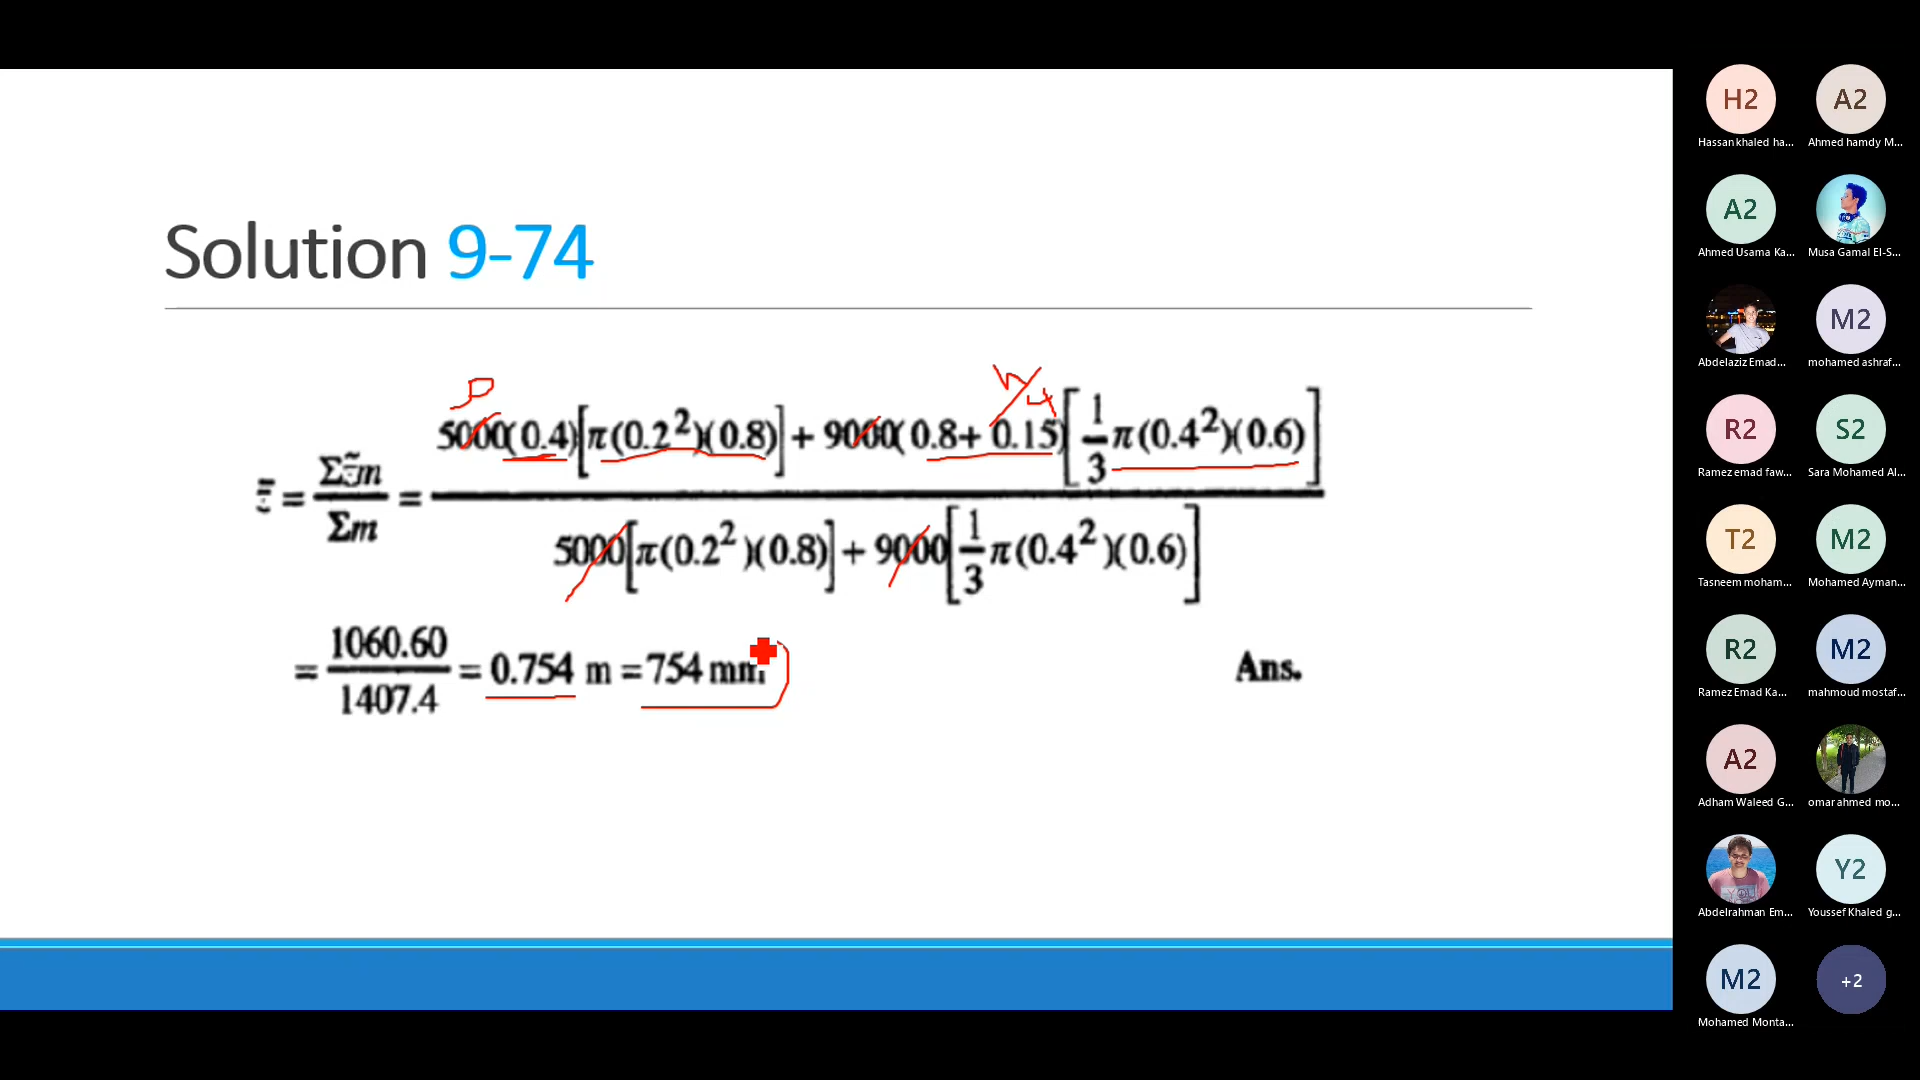 Solution 9-74
ρ h/4
z̄ = Σz̃m / Σm = 5000(0.4)[π(0.2²)(0.8)] + 9000(0.8+ 0.15)[1/3 π(0.4²)(0.6)] / 5000[π(0.2²)(0.8)] + 9000[1/3 π(0.4²)(0.6)]
= 1060.60 / 1407.4 = 0.754 m = 754 mm Ans.
H2 A2
Hassan khaled ha... Ahmed hamdy M...
A2
Ahmed Usama Ka... Musa Gamal El-S...
M2
Abdelaziz Emad... mohamed ashraf...
R2 S2
Ramez emad faw... Sara Mohamed Al...
T2 M2
Tasneem moham... Mohamed Ayman...
R2 M2
Ramez Emad Ka... mahmoud mostaf...
A2
Adham Waleed G... omar ahmed mo...
Y2
Abdelrahman Em... Youssef Khaled g...
M2 +2
Mohamed Monta...